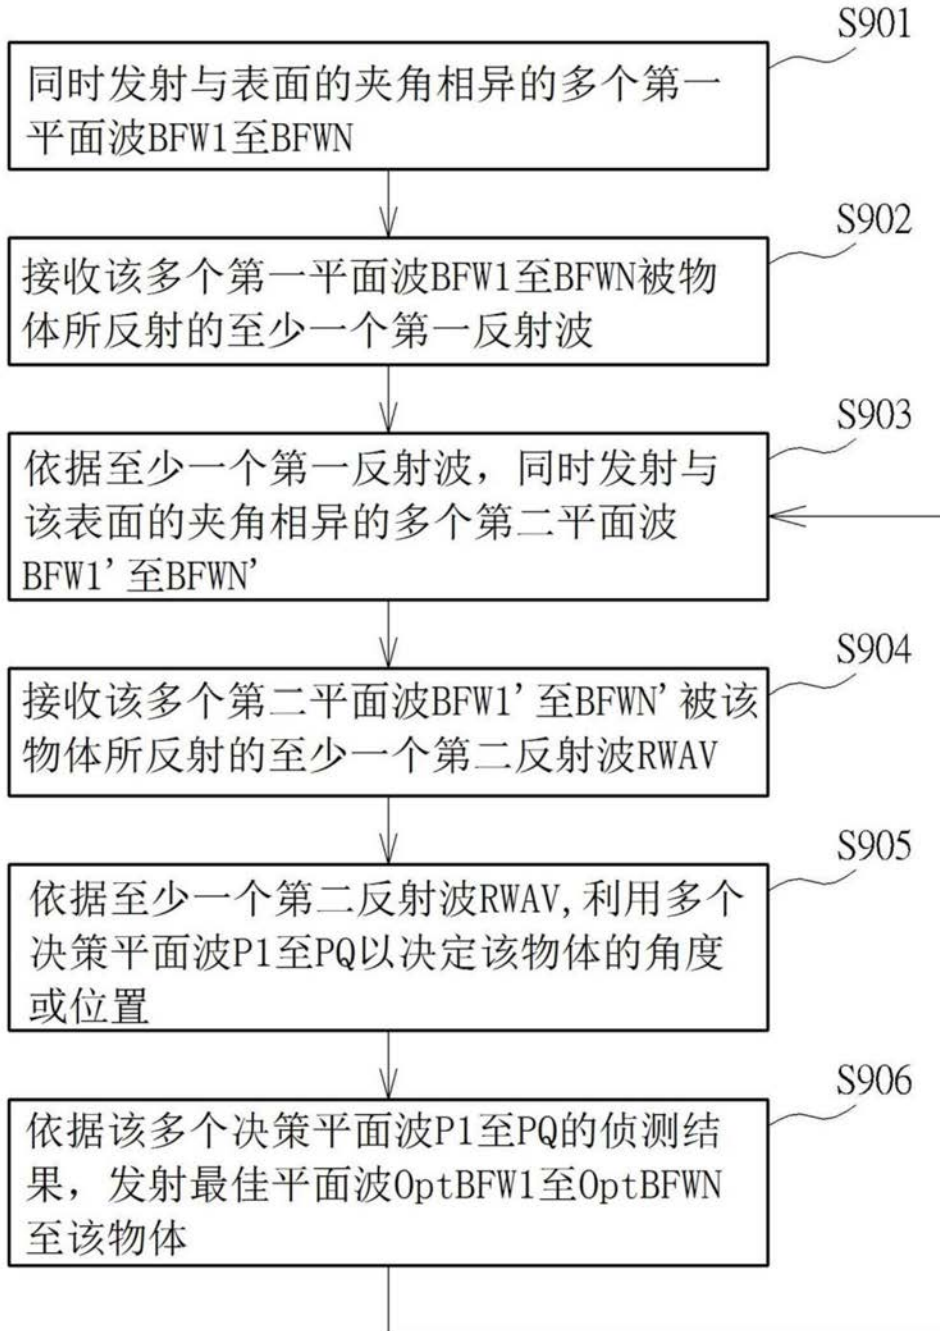 S901
同时发射与表面的夹角相异的多个第一
平面波BFW1至BFWN
S902
接收该多个第一平面波BFW1至BFWN被物
体所反射的至少一个第一反射波
S903
依据至少一个第一反射波，同时发射与
该表面的夹角相异的多个第二平面波
BFW1'至BFWN'
S904
接收该多个第二平面波BFW1'至BFWN'被该
物体所反射的至少一个第二反射波RWAV
S905
依据至少一个第二反射波RWAV,利用多个
决策平面波P1至PQ以决定该物体的角度
或位置
S906
依据该多个决策平面波P1至PQ的侦测结
果，发射最佳平面波OptBFW1至OptBFWN
至该物体